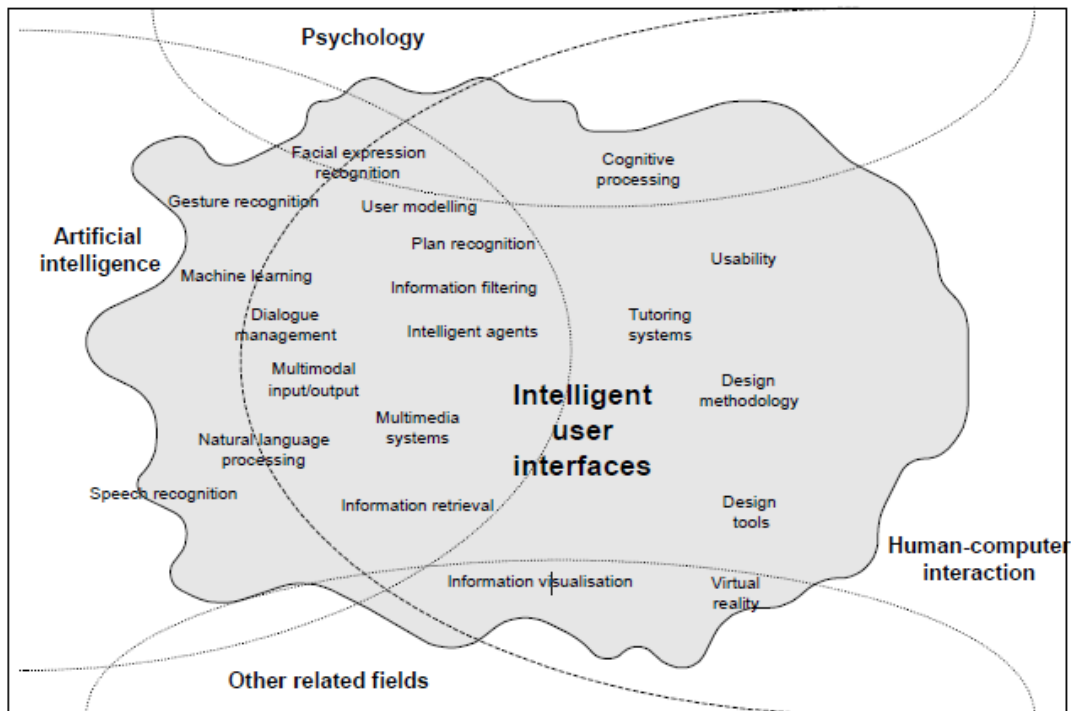 Psychology
Facial expression
recognition
Cognitive
processing
Gesture recognition
User modelling
Artificial
intelligence
Plan recognition
Usability
Machine learning
Information filtering
Dialogue
management
Intelligent agents
Tutoring
systems
Multimodal
input/output
Intelligent
user
interfaces
Design
methodology
Multimedia
systems
Natural language
processing
Speech recognition
Information retrieval
Design
tools
Human-computer
interaction
Information visualisation
Virtual
reality
Other related fields